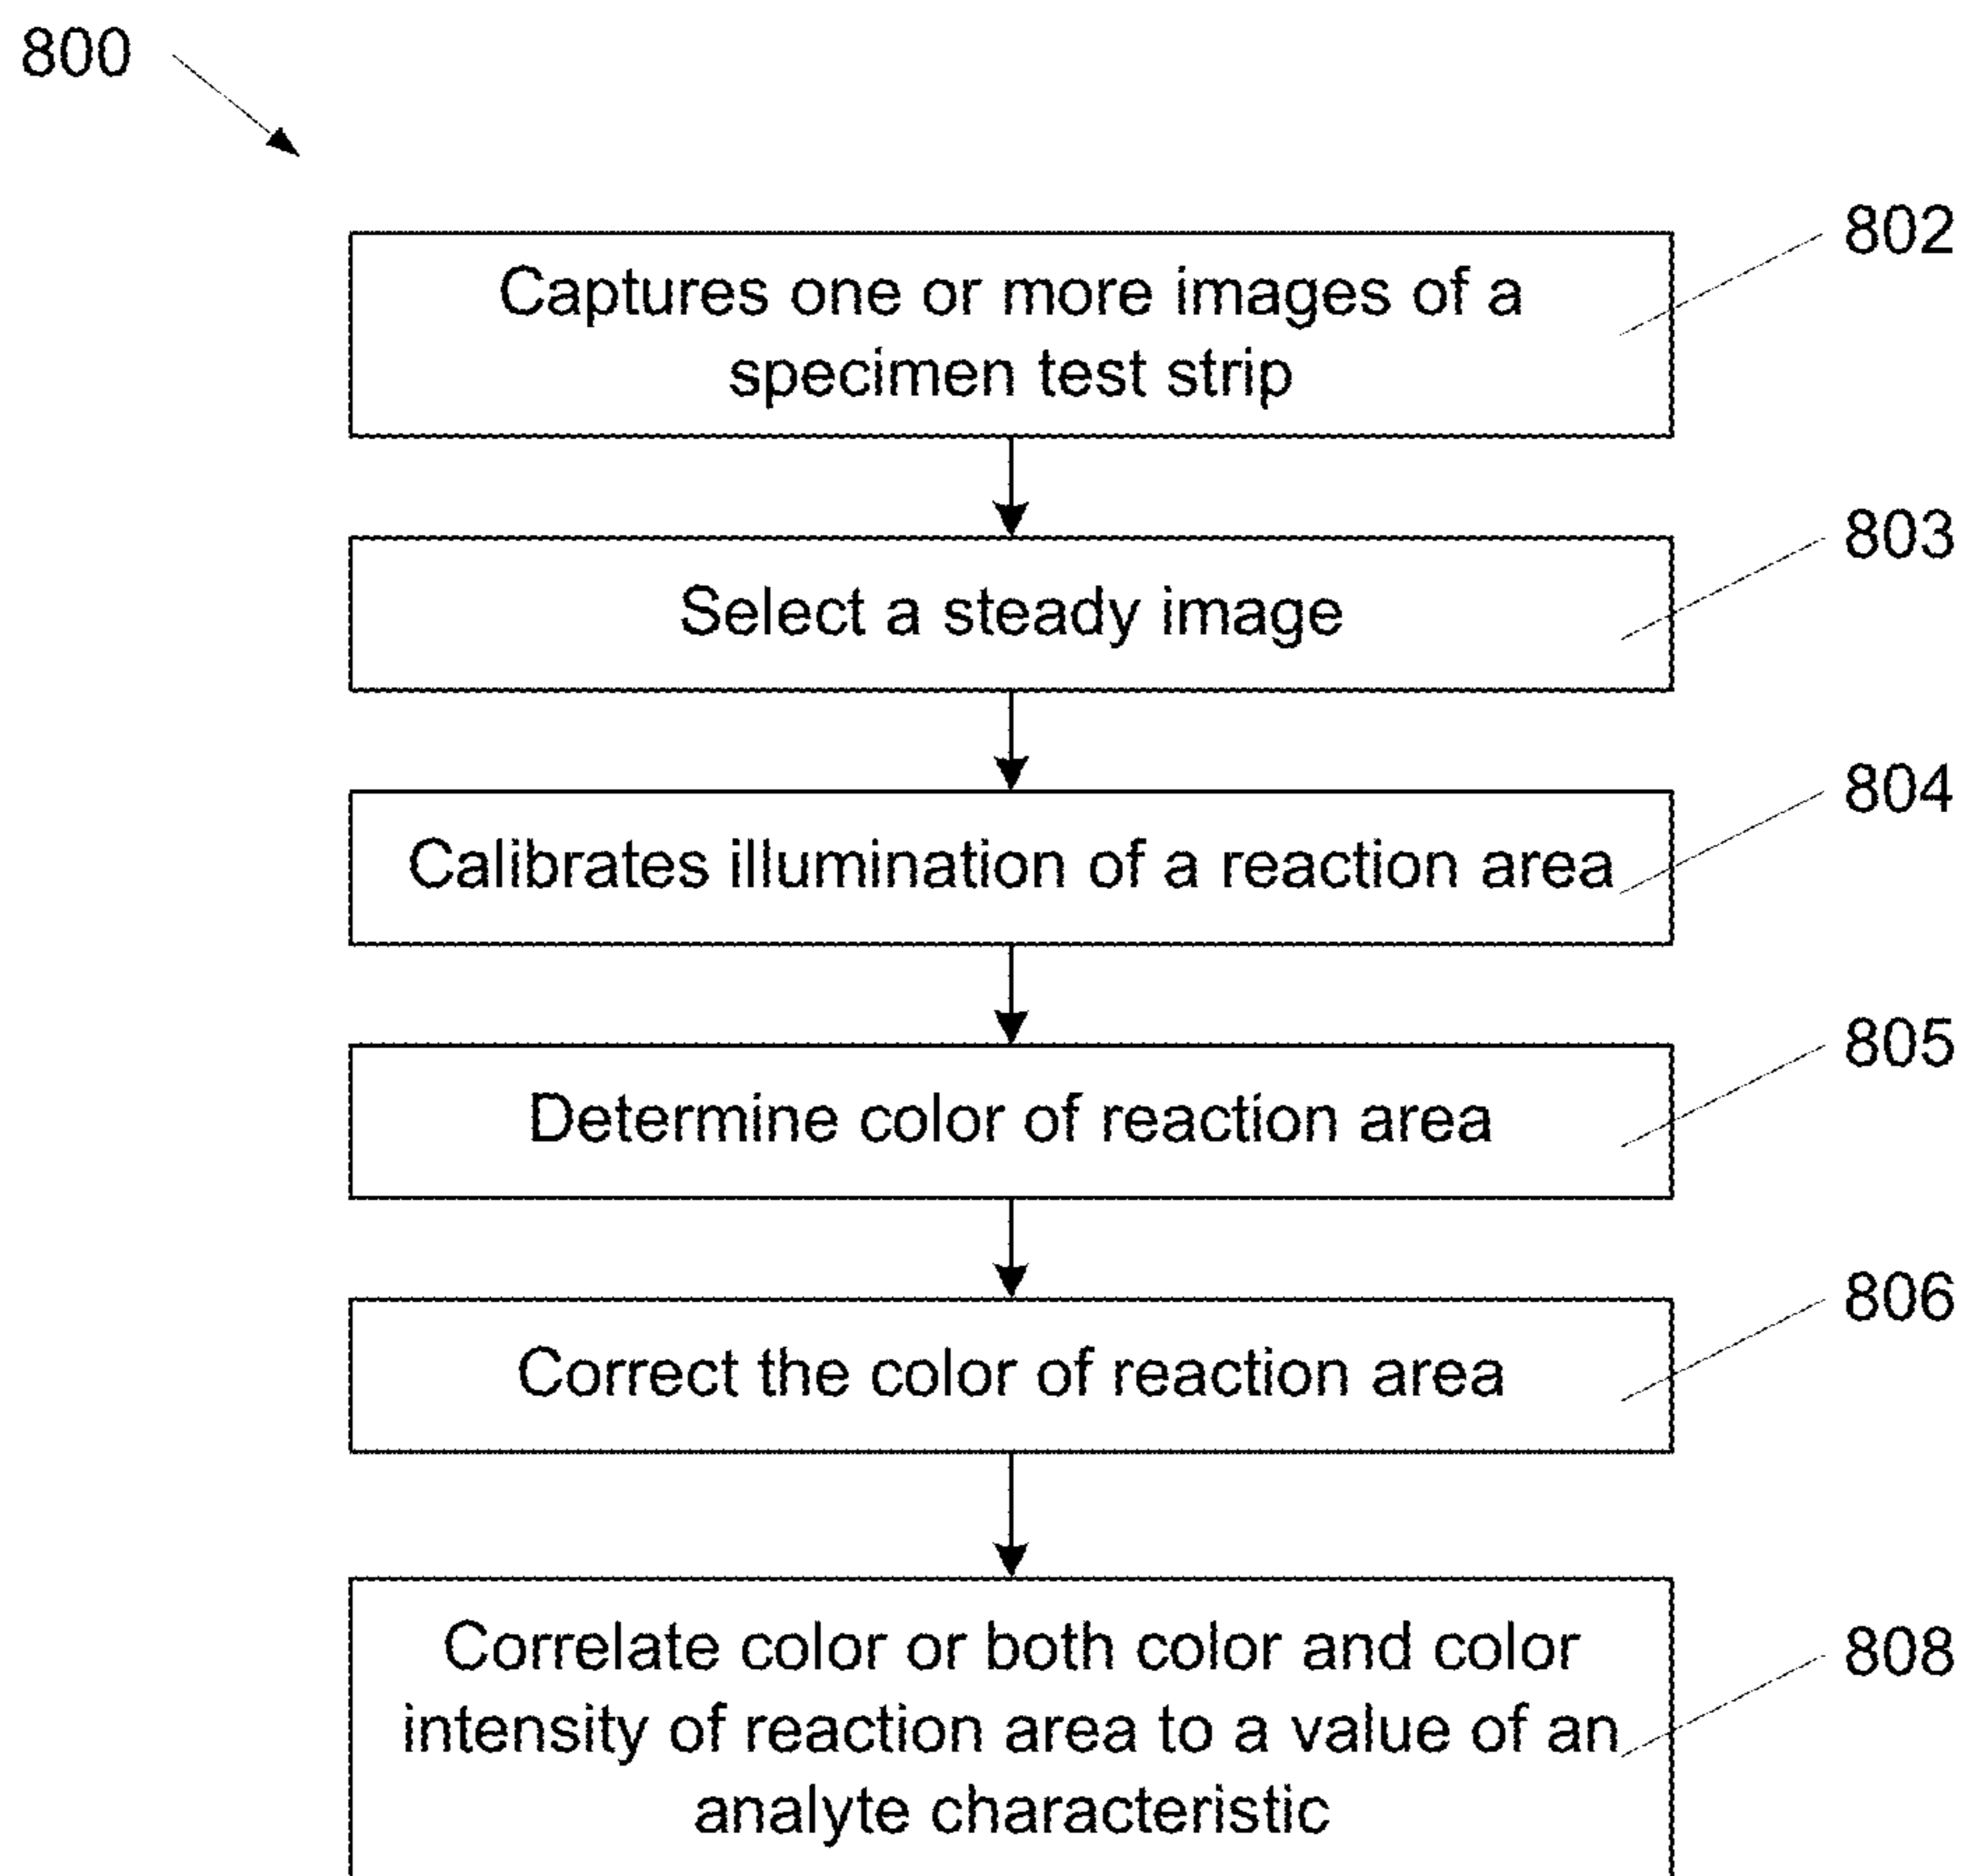 800
802
Captures one or more images of a
specimen test strip
803
Select a steady image
804
Calibrates illumination of a reaction area
805
Determine color of reaction area
806
Correct the color of reaction area
808
Correlate color or both color and color
intensity of reaction area to a value of an
analyte characteristic